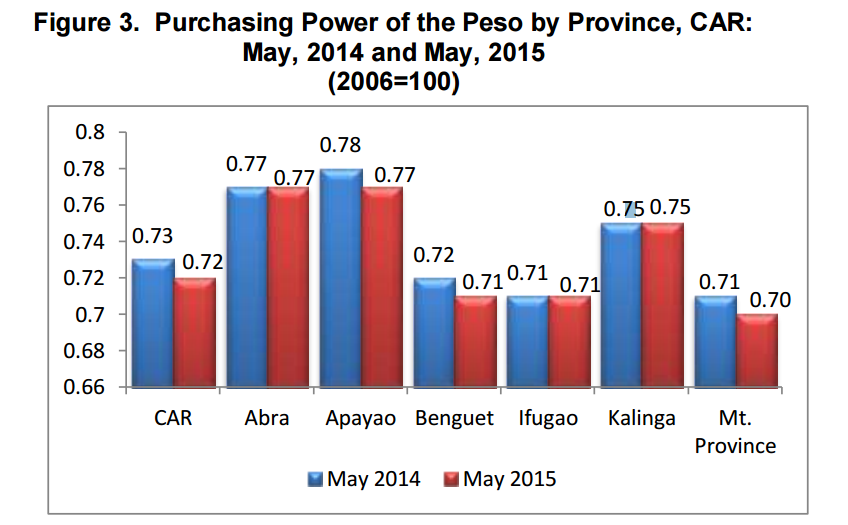 Figure 3.  Purchasing Power of the Peso by Province, CAR:
May, 2014 and May, 2015
(2006=100)
0.8
0.78
0.76
0.74
0.72
0.7
0.68
0.66
0.73
0.72
0.77
0.77
0.78
0.77
0.72
0.71
0.71
0.71
0.75
0.75
0.71
0.70
CAR
Abra
Apayao
Benguet
Ifugao
Kalinga
Mt.
Province
May 2014
May 2015